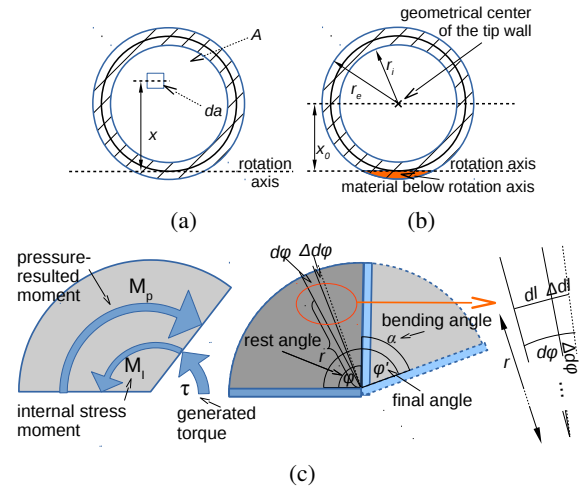 A
da
x
rotation
axis
(a)
geometrical center
of the tip wall
r_e
r_i
x_0
rotation axis
material below rotation axis
(b)
pressure-
resulted
moment
M_p
M_I
internal stress
moment
τ
generated
torque
dφ
Δdφ
rest angle
r
φ
bending angle
α
φ'
final angle
dl
Δdl
r
dφ
Δdφ
...
...
(c)